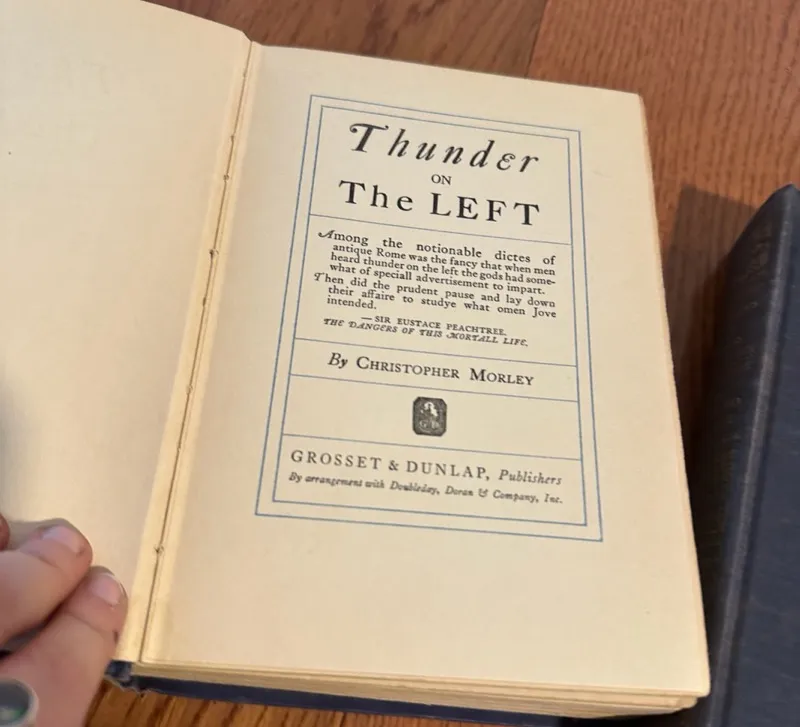 Thunder
ON
The LEFT
Among the notionable dictes of
antique Rome was the fancy that when men
heard thunder on the left the gods had some-
what of speciall advertisement to impart.
Then did the prudent pause and lay down
their affaire to studye what omen Jove
intended.
— SIR EUSTACE PEACHTREE.
THE DANGERS OF THIS MORTALL LIFE.
By CHRISTOPHER MORLEY
G D
GROSSET & DUNLAP, Publishers
By arrangement with Doubleday, Doran & Company, Inc.